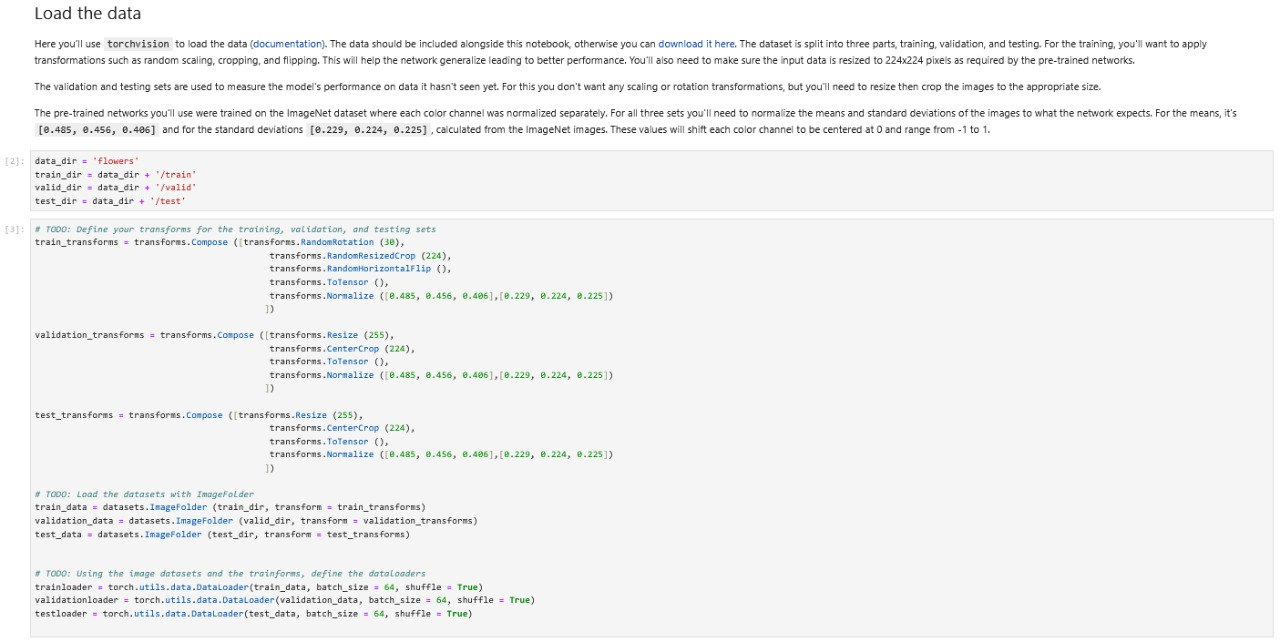 Load the data
Here you'll use torchvision to load the data (documentation). The data should be included alongside this notebook, otherwise you can download it here. The dataset is split into three parts, training, validation, and testing. For the training, you'll want to apply
transformations such as random scaling, cropping, and flipping. This will help the network generalize leading to better performance. You'll also need to make sure the input data is resized to 224x224 pixels as required by the pre-trained networks.
The validation and testing sets are used to measure the model's performance on data it hasn't seen yet. For this you don't want any scaling or rotation transformations, but you'll need to resize then crop the images to the appropriate size.
The pre-trained networks you'll use were trained on the ImageNet dataset where each color channel was normalized separately. For all three sets you'll need to normalize the means and standard deviations of the images to what the network expects. For the means, it's
[0.485, 0.456, 0.406] and for the standard deviations [0.229, 0.224, 0.225], calculated from the ImageNet images. These values will shift each color channel to be centered at 0 and range from -1 to 1.
[2]: data_dir = 'flowers'
train_dir = data_dir + '/train'
valid_dir = data_dir + '/valid'
test_dir = data_dir + '/test'
[3]: # TODO: Define your transforms for the training, validation, and testing sets
train_transforms = transforms.Compose ([transforms.RandomRotation (30),
transforms.RandomResizedCrop (224),
transforms.RandomHorizontalFlip (),
transforms.ToTensor (),
transforms.Normalize ([0.485, 0.456, 0.406],[0.229, 0.224, 0.225])
])
validation_transforms = transforms.Compose ([transforms.Resize (255),
transforms.CenterCrop (224),
transforms.ToTensor (),
transforms.Normalize ([0.485, 0.456, 0.406],[0.229, 0.224, 0.225])
])
test_transforms = transforms.Compose ([transforms.Resize (255),
transforms.CenterCrop (224),
transforms.ToTensor (),
transforms.Normalize ([0.485, 0.456, 0.406],[0.229, 0.224, 0.225])
])
# TODO: Load the datasets with ImageFolder
train_data = datasets.ImageFolder (train_dir, transform = train_transforms)
validation_data = datasets.ImageFolder (valid_dir, transform = validation_transforms)
test_data = datasets.ImageFolder (test_dir, transform = test_transforms)
# TODO: Using the image datasets and the trainforms, define the dataloaders
trainloader = torch.utils.data.DataLoader(train_data, batch_size = 64, shuffle = True)
validationloader = torch.utils.data.DataLoader(validation_data, batch_size = 64, shuffle = True)
testloader = torch.utils.data.DataLoader(test_data, batch_size = 64, shuffle = True)